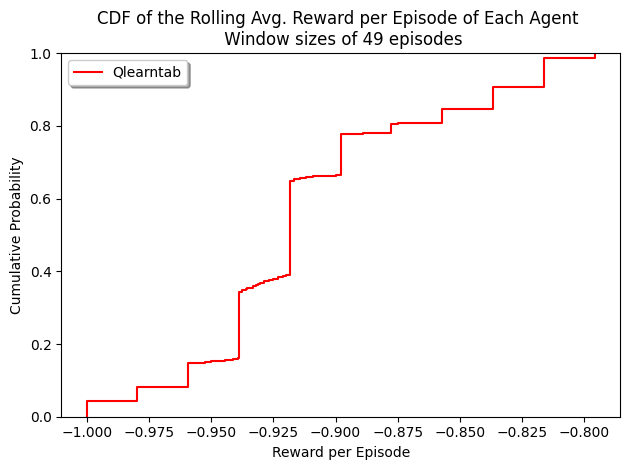 CDF of the Rolling Avg. Reward per Episode of Each Agent
Window sizes of 49 episodes
Qlearntab
Cumulative Probability
1.0
0.8
0.6
0.4
0.2
0.0
−1.000 −0.975 −0.950 −0.925 −0.900 −0.875 −0.850 −0.825 −0.800
Reward per Episode